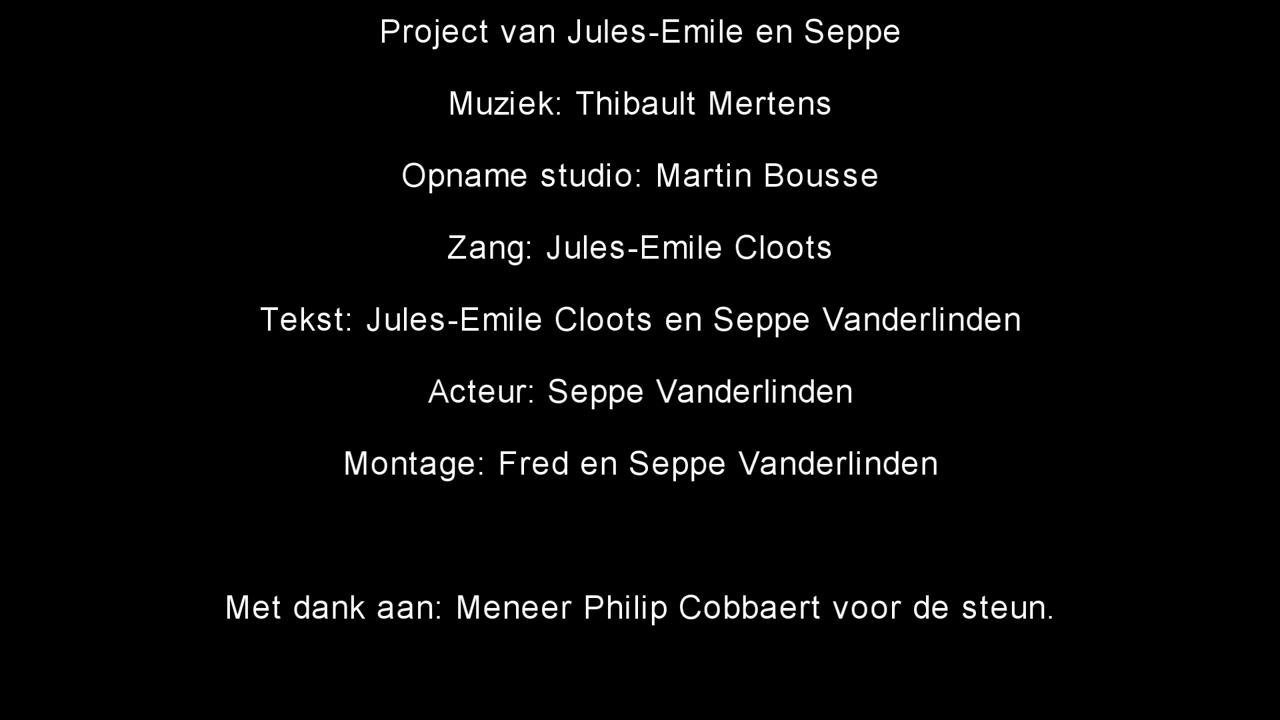 Project van Jules-Emile en Seppe
Muziek: Thibault Mertens
Opname studio: Martin Bousse
Zang: Jules-Emile Cloots
Tekst: Jules-Emile Cloots en Seppe Vanderlinden
Acteur: Seppe Vanderlinden
Montage: Fred en Seppe Vanderlinden
Met dank aan: Meneer Philip Cobbaert voor de steun.